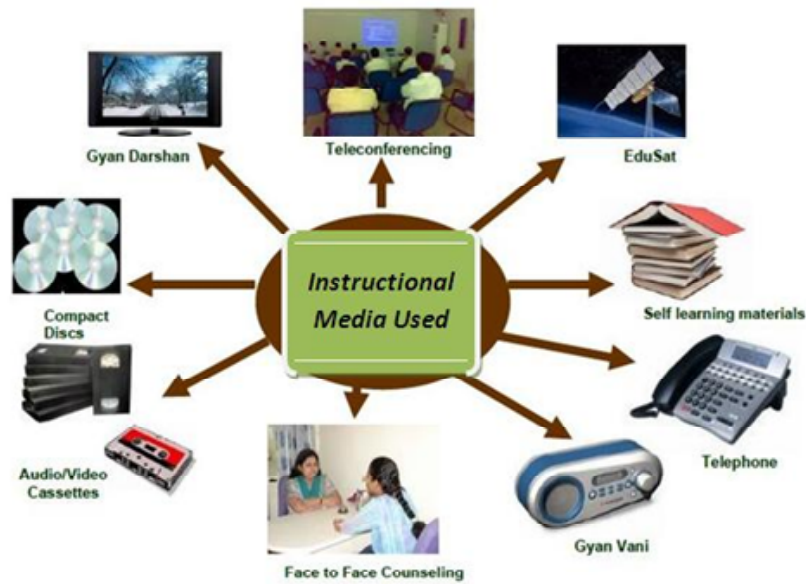 Gyan Darshan
Teleconferencing
EduSat
Instructional
Media Used
Compact
Discs
Self learning materials
Audio/Video
Cassettes
Telephone
Gyan Vani
Face to Face Counseling